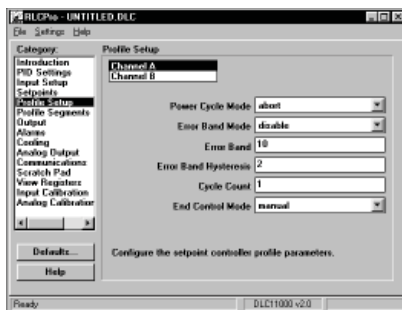 RLCPro - UNTITLED.DLC
File Settings Help
Category:
Introduction
PID Settings
Input Setup
Setpoints
Profile Setup
Profile Segments
Output
Alarms
Cooling
Analog Output
Communications
Scratch Pad
View Registers
Input Calibration
Analog Calibration
Defaults...
Help
Profile Setup
Channel A
Channel B
Power Cycle Mode abort
Error Band Mode disable
Error Band 10
Error Band Hysteresis 2
Cycle Count 1
End Control Mode manual
Configure the setpoint controller profile parameters.
Ready DLC11000 v2.0